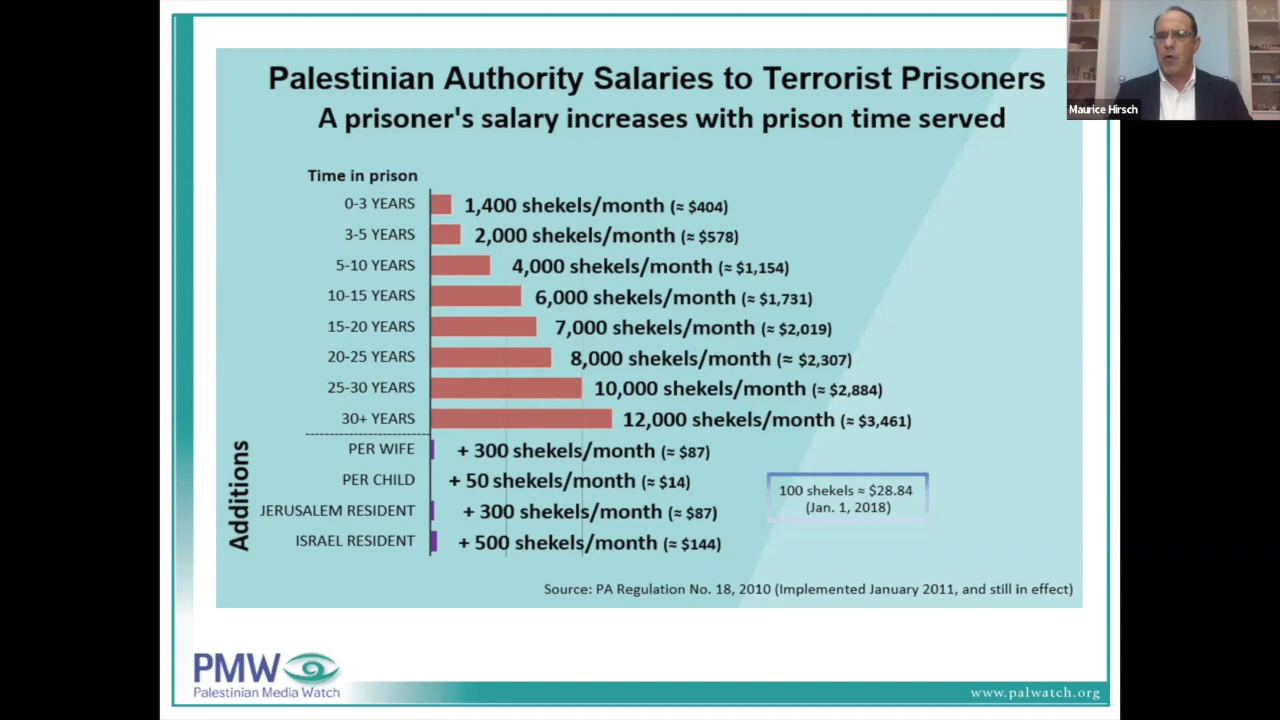 Palestinian Authority Salaries to Terrorist Prisoners
A prisoner's salary increases with prison time served
Maurice Hirsch
Time in prison
0-3 YEARS 1,400 shekels/month (≈ $404)
3-5 YEARS 2,000 shekels/month (≈ $578)
5-10 YEARS 4,000 shekels/month (≈ $1,154)
10-15 YEARS 6,000 shekels/month (≈ $1,731)
15-20 YEARS 7,000 shekels/month (≈ $2,019)
20-25 YEARS 8,000 shekels/month (≈ $2,307)
25-30 YEARS 10,000 shekels/month (≈ $2,884)
30+ YEARS 12,000 shekels/month (≈ $3,461)
Additions
PER WIFE + 300 shekels/month (≈ $87)
PER CHILD + 50 shekels/month (≈ $14)
JERUSALEM RESIDENT + 300 shekels/month (≈ $87)
ISRAEL RESIDENT + 500 shekels/month (≈ $144)
100 shekels ≈ $28.84
(Jan. 1, 2018)
Source: PA Regulation No. 18, 2010 (Implemented January 2011, and still in effect)
PMW
Palestinian Media Watch
www.palwatch.org